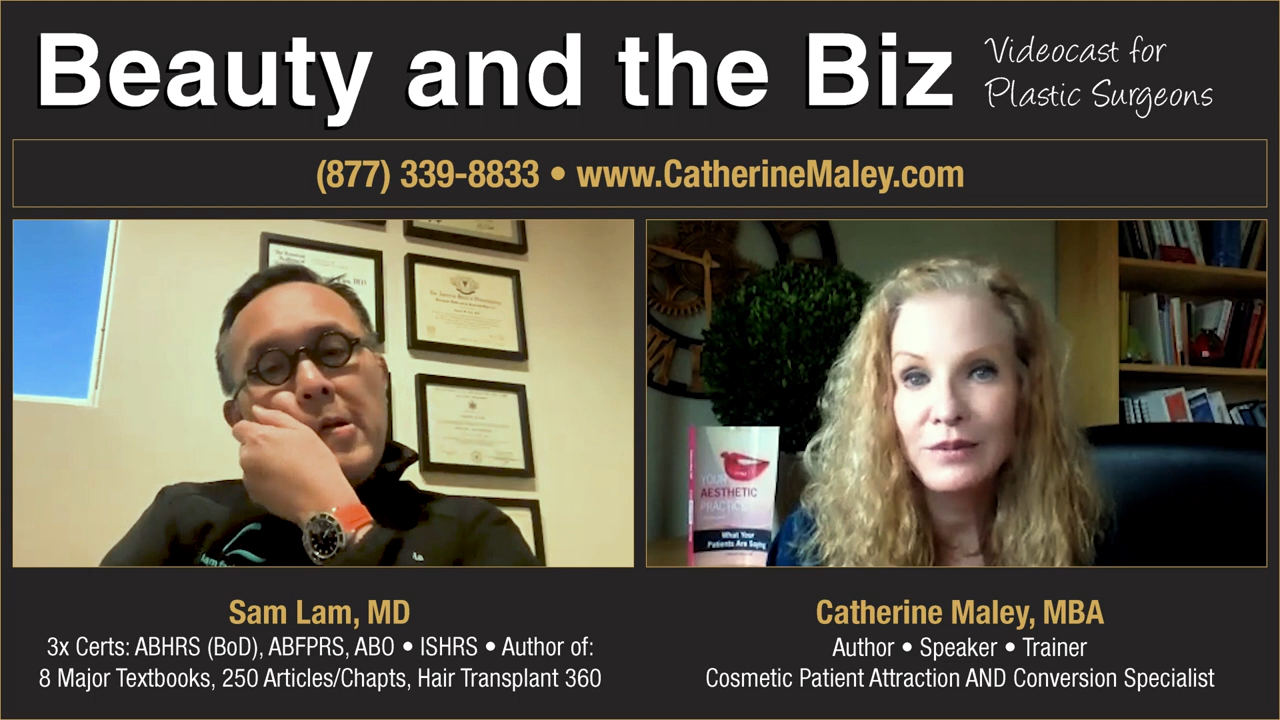 Beauty and the Biz
Videocast for
Plastic Surgeons
(877) 339-8833 • www.CatherineMaley.com
YOUR
AESTHETIC
PRACTICE
What Your
Patients Are Saying
Sam Lam, MD
3x Certs: ABHRS (BoD), ABFPRS, ABO • ISHRS • Author of:
8 Major Textbooks, 250 Articles/Chapts, Hair Transplant 360
Catherine Maley, MBA
Author • Speaker • Trainer
Cosmetic Patient Attraction AND Conversion Specialist